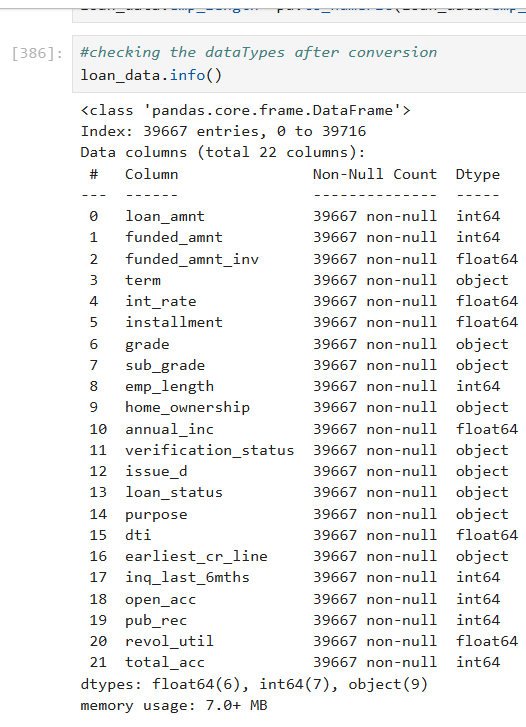 [386]: #checking the dataTypes after conversion
loan_data.info()
<class 'pandas.core.frame.DataFrame'>
Index: 39667 entries, 0 to 39716
Data columns (total 22 columns):
 #   Column               Non-Null Count  Dtype
---  ------               --------------  -----
 0   loan_amnt            39667 non-null  int64
 1   funded_amnt          39667 non-null  int64
 2   funded_amnt_inv      39667 non-null  float64
 3   term                 39667 non-null  object
 4   int_rate             39667 non-null  float64
 5   installment          39667 non-null  float64
 6   grade                39667 non-null  object
 7   sub_grade            39667 non-null  object
 8   emp_length           39667 non-null  int64
 9   home_ownership       39667 non-null  object
 10  annual_inc           39667 non-null  float64
 11  verification_status  39667 non-null  object
 12  issue_d              39667 non-null  object
 13  loan_status          39667 non-null  object
 14  purpose              39667 non-null  object
 15  dti                  39667 non-null  float64
 16  earliest_cr_line     39667 non-null  object
 17  inq_last_6mths       39667 non-null  int64
 18  open_acc             39667 non-null  int64
 19  pub_rec              39667 non-null  int64
 20  revol_util           39667 non-null  float64
 21  total_acc            39667 non-null  int64
dtypes: float64(6), int64(7), object(9)
memory usage: 7.0+ MB